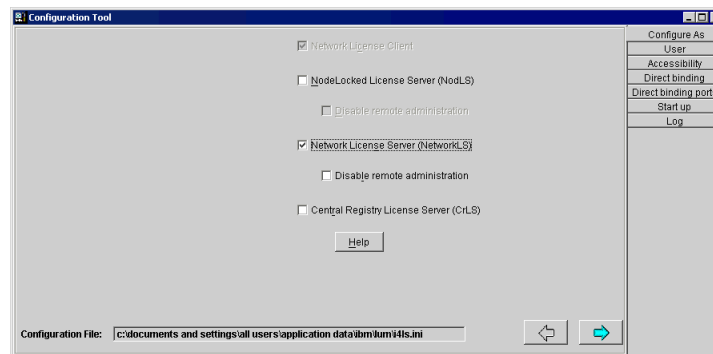 Configuration Tool
Network License Client
NodeLocked License Server (NodLS)
Disable remote administration
Network License Server (NetworkLS)
Disable remote administration
Central Registry License Server (CrLS)
Help
Configuration File: c:\documents and settings\all users\application data\ibm\lum\i4ls.ini
Configure As
User
Accessibility
Direct binding
Direct binding port
Start up
Log